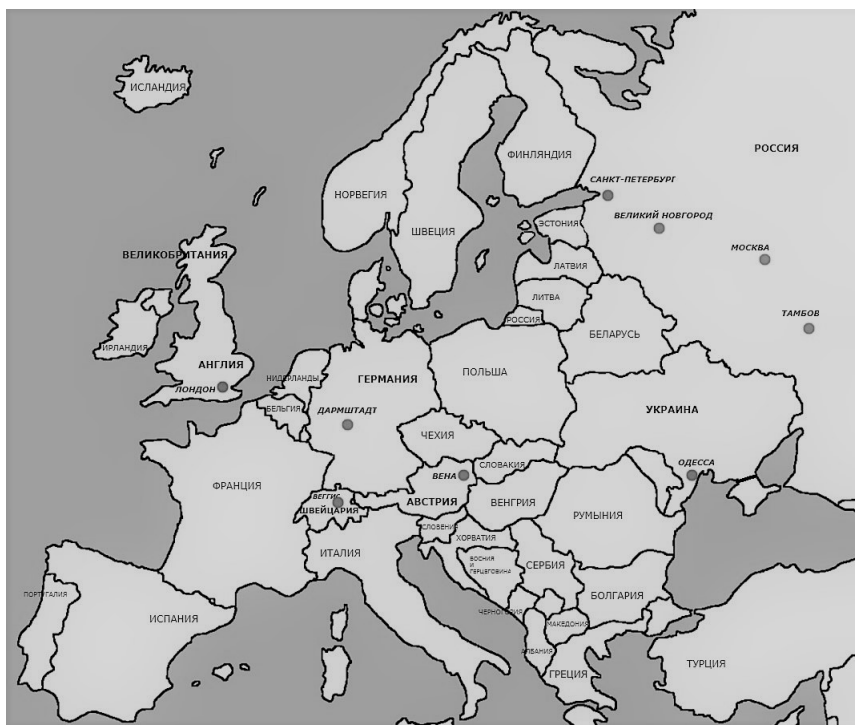 ИСЛАНДИЯ
РОССИЯ
ФИНЛЯНДИЯ
САНКТ-ПЕТЕРБУРГ
НОРВЕГИЯ
ВЕЛИКИЙ НОВГОРОД
ЭСТОНИЯ
ШВЕЦИЯ
МОСКВА
ВЕЛИКОБРИТАНИЯ
ЛАТВИЯ
ЛИТВА
ТАМБОВ
РОССИЯ
БЕЛАРУСЬ
ИРЛАНДИЯ
АНГЛИЯ
ПОЛЬША
НИДЕРЛАНДЫ
ГЕРМАНИЯ
ЛОНДОН
БЕЛЬГИЯ
ДАРМШТАДТ
УКРАИНА
ЧЕХИЯ
СЛОВАКИЯ
ОДЕССА
ВЕНА
ФРАНЦИЯ
ВЕГГИС
ШВЕЙЦАРИЯ
АВСТРИЯ
ВЕНГРИЯ
РУМЫНИЯ
СЛОВЕНИЯ
ХОРВАТИЯ
ИТАЛИЯ
БОСНИЯ
И
ГЕРЦЕГОВИНА
СЕРБИЯ
ПОРТУГАЛИЯ
БОЛГАРИЯ
ЧЕРНОГОРИЯ
ИСПАНИЯ
МАКЕДОНИЯ
АЛБАНИЯ
ТУРЦИЯ
ГРЕЦИЯ